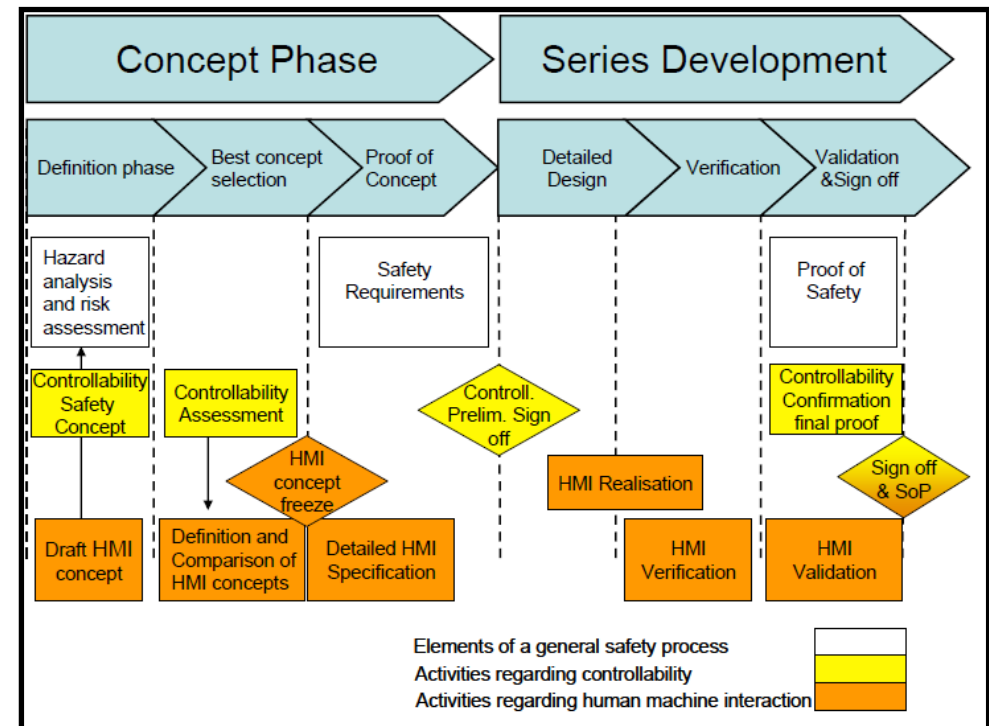 Concept Phase
Series Development
Definition phase
Best concept
selection
Proof of
Concept
Detailed
Design
Verification
Validation
&Sign off
Hazard
analysis
and risk
assessment
Safety
Requirements
Proof of
Safety
Controllability
Safety
Concept
Controllability
Assessment
Controll.
Prelim. Sign
off
Controllability
Confirmation
final proof
HMI
concept
freeze
HMI Realisation
Sign off
& SoP
Draft HMI
concept
Definition and
Comparison of
HMI concepts
Detailed HMI
Specification
HMI
Verification
HMI
Validation
Elements of a general safety process
Activities regarding controllability
Activities regarding human machine interaction